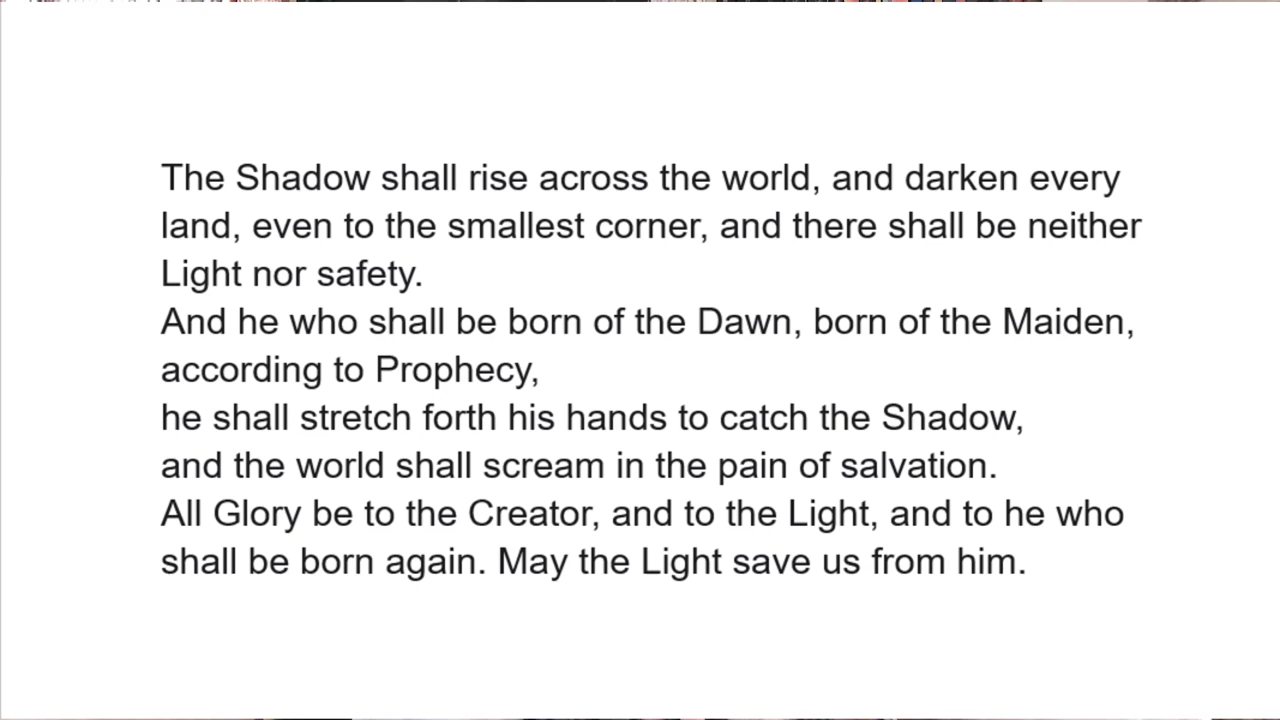 The Shadow shall rise across the world, and darken every
land, even to the smallest corner, and there shall be neither
Light nor safety.
And he who shall be born of the Dawn, born of the Maiden,
according to Prophecy,
he shall stretch forth his hands to catch the Shadow,
and the world shall scream in the pain of salvation.
All Glory be to the Creator, and to the Light, and to he who
shall be born again. May the Light save us from him.